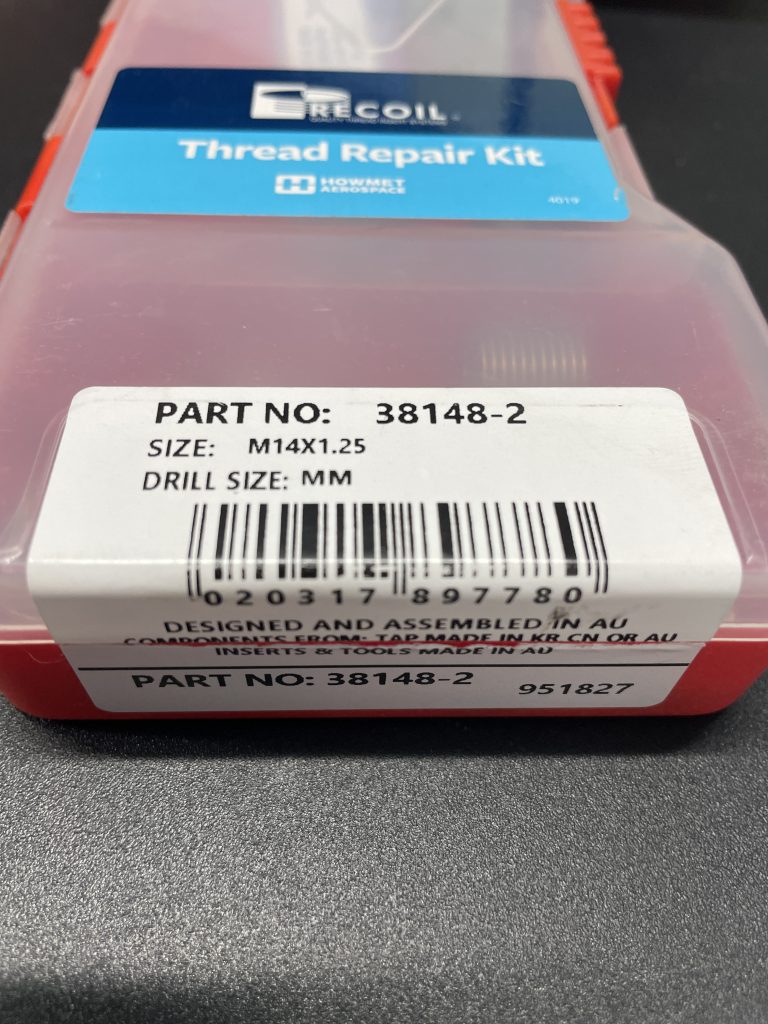 RECOIL
Thread Repair Kit
HOWMET
AEROSPACE
4019
PART NO: 38148-2
SIZE: M14X1.25
DRILL SIZE: MM
020317 897780
DESIGNED AND ASSEMBLED IN AU
COMPONENTS FROM: TAP MADE IN KR CN OR AU
INSERTS & TOOLS MADE IN AU
PART NO: 38148-2 951827